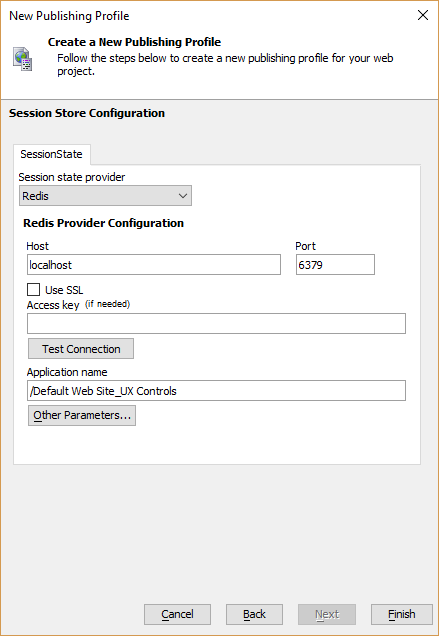 New Publishing Profile
Create a New Publishing Profile
Follow the steps below to create a new publishing profile for your web
project.
Session Store Configuration
SessionState
Session state provider
Redis
Redis Provider Configuration
Host Port
localhost 6379
Use SSL
Access key (if needed)
Test Connection
Application name
/Default Web Site_UX Controls
Other Parameters...
Cancel Back Next Finish